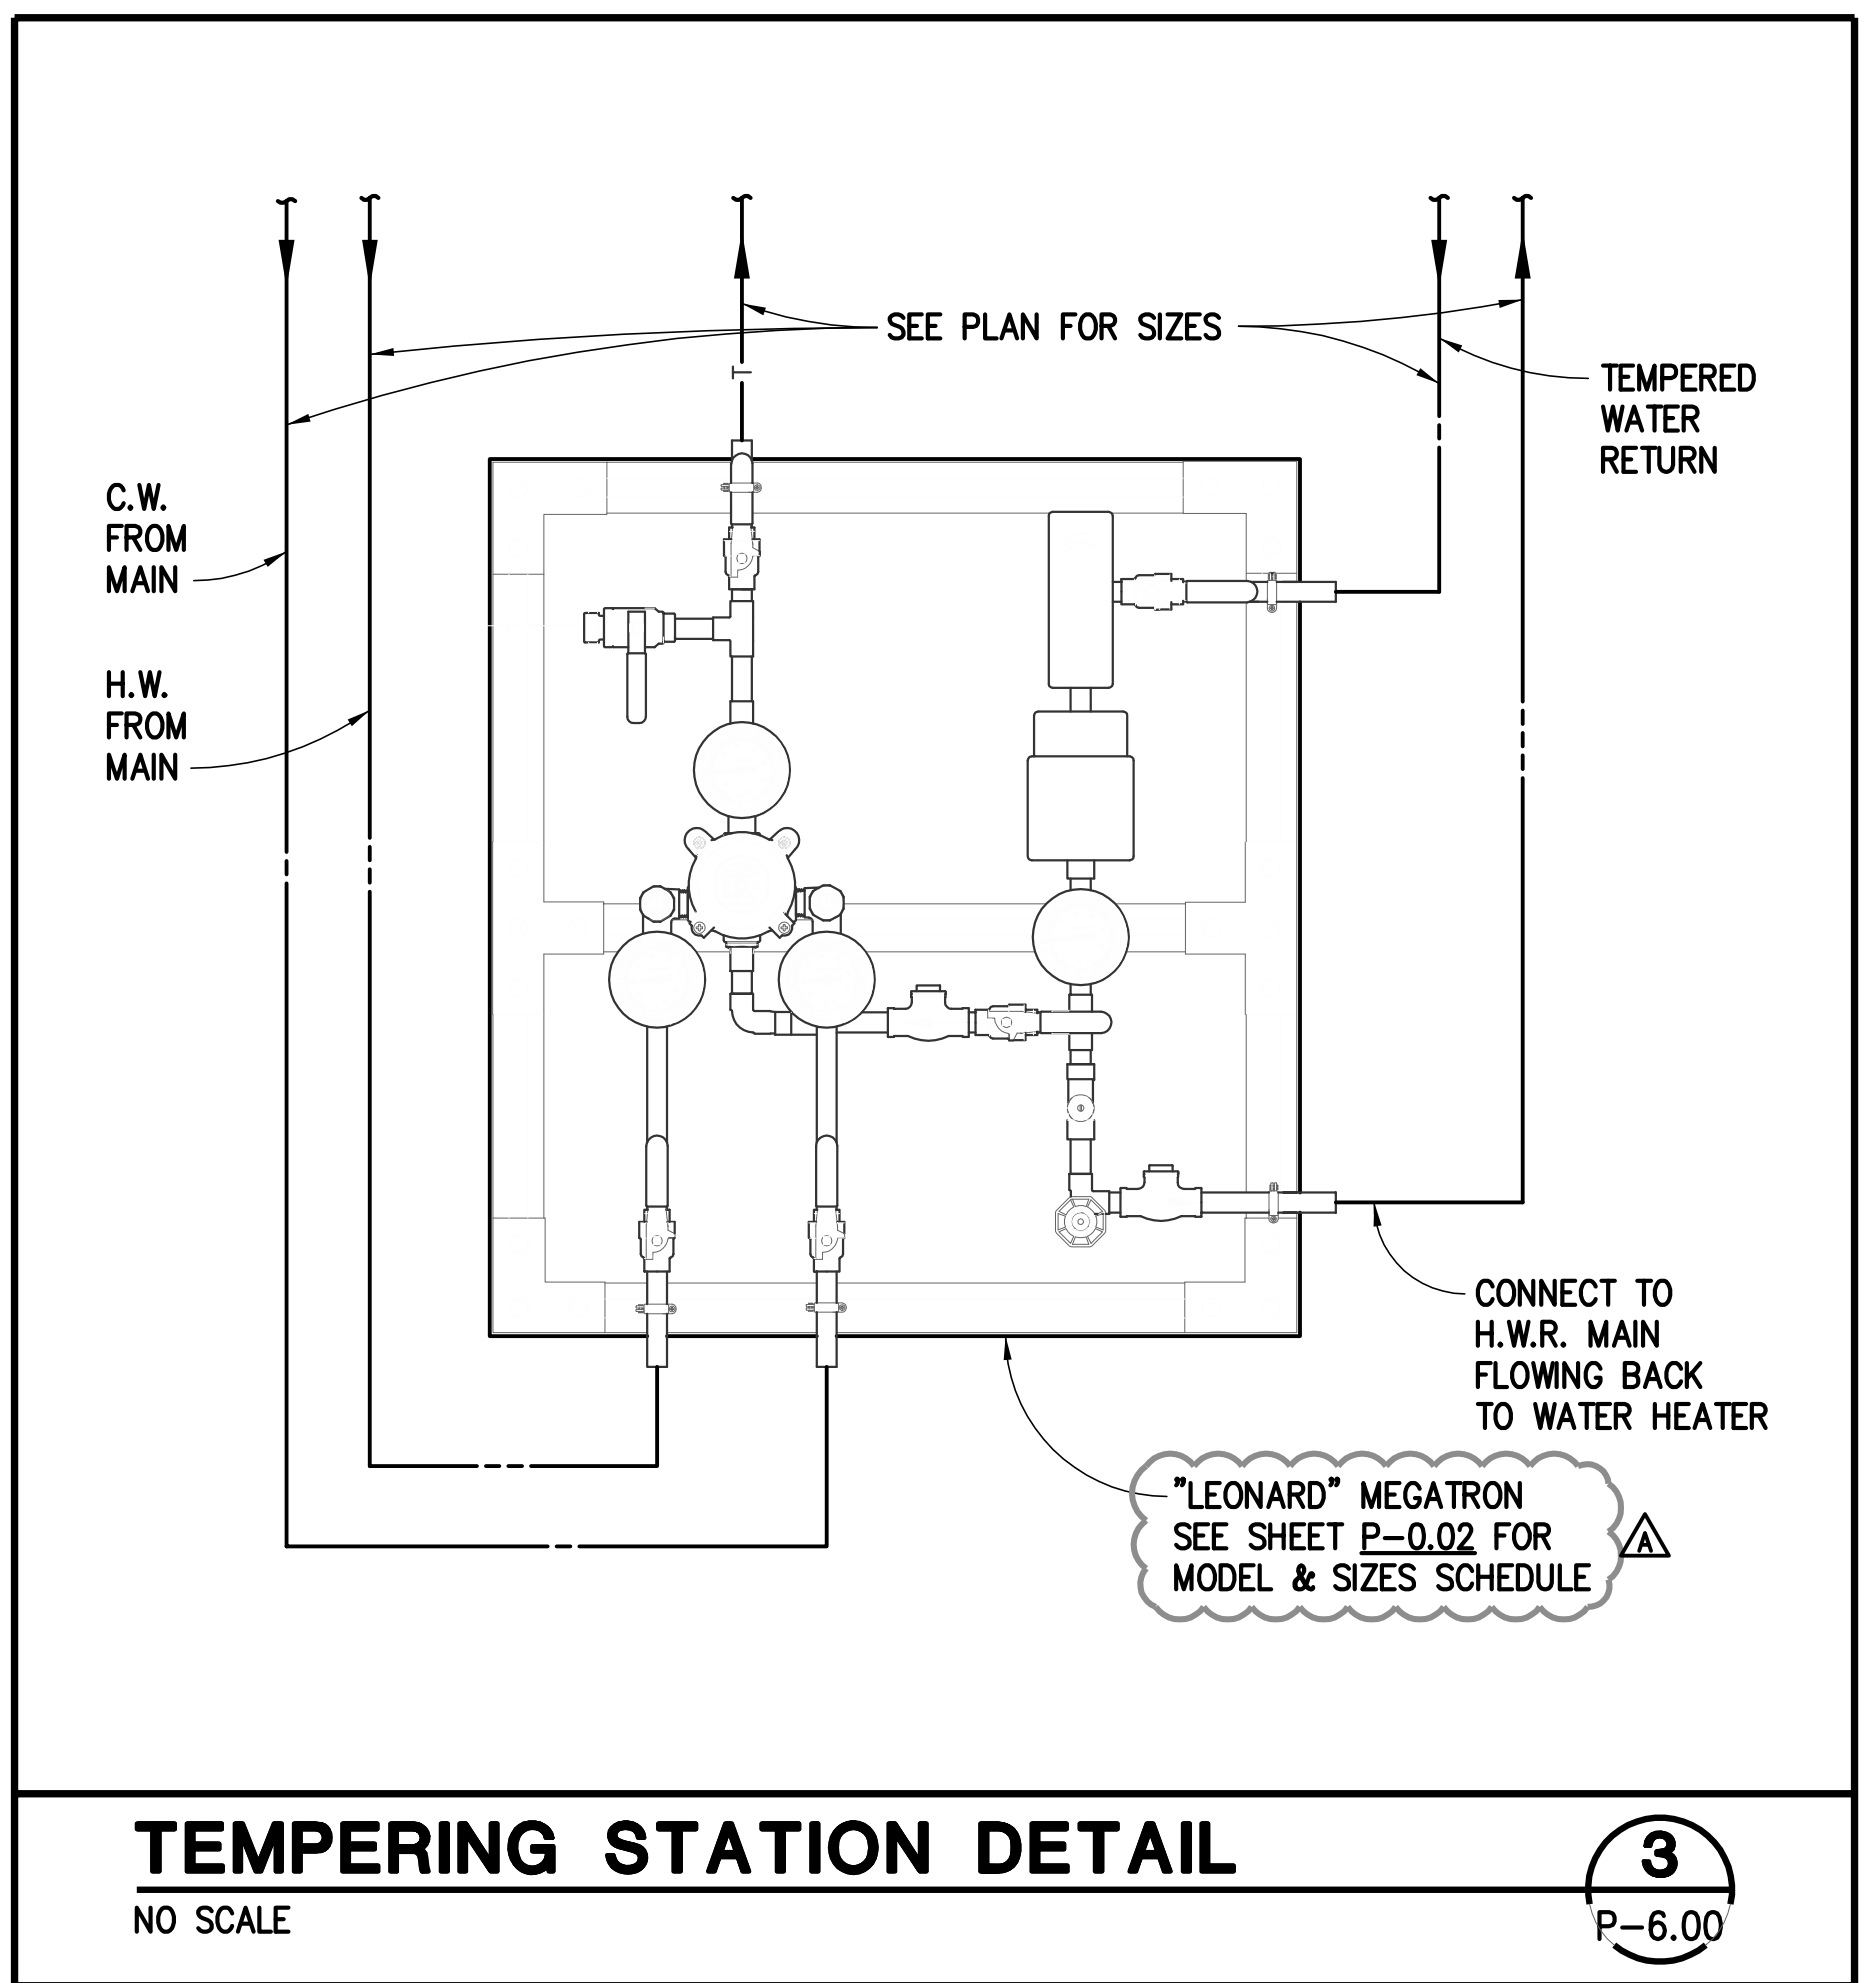 SEE PLAN FOR SIZES
T
TEMPERED
WATER
RETURN
C.W.
FROM
MAIN
H.W.
FROM
MAIN
CONNECT TO
H.W.R. MAIN
FLOWING BACK
TO WATER HEATER
"LEONARD" MEGATRON
SEE SHEET P-0.02 FOR
MODEL & SIZES SCHEDULE
A
TEMPERING STATION DETAIL
NO SCALE
3
P-6.00